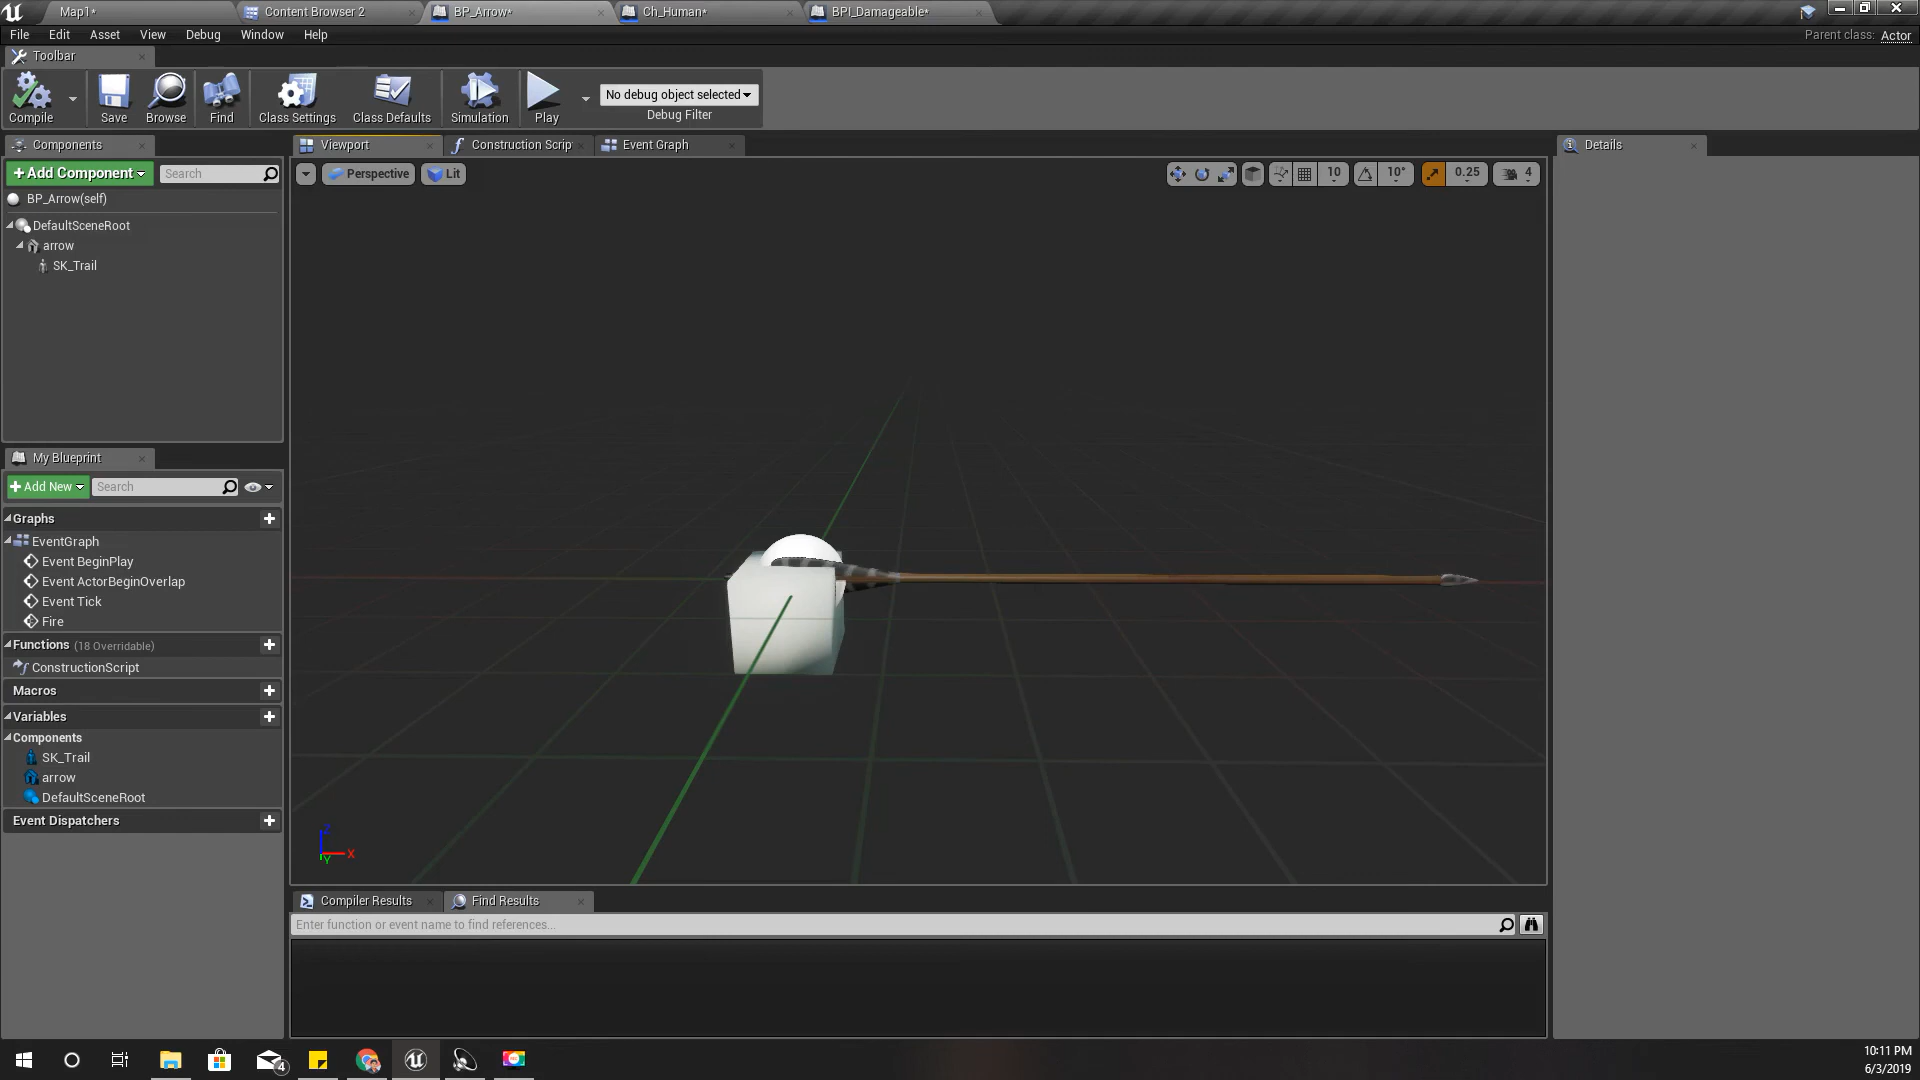 Map1*
Content Browser 2
BP_Arrow*
Ch_Human*
BPI_Damageable*
File
Edit
Asset
View
Debug
Window
Help
Parent class: Actor
Toolbar
Compile
Save
Browse
Find
Class Settings
Class Defaults
Simulation
Play
No debug object selected
Debug Filter
Components
+Add Component
Search
BP_Arrow(self)
DefaultSceneRoot
arrow
SK_Trail
Viewport
Construction Scrip
Event Graph
Perspective
Lit
10
10°
0.25
4
Details
My Blueprint
+Add New
Search
Graphs
EventGraph
Event BeginPlay
Event ActorBeginOverlap
Event Tick
Fire
Functions (18 Overridable)
ConstructionScript
Macros
Variables
Components
SK_Trail
arrow
DefaultSceneRoot
Event Dispatchers
Z
X
Y
Compiler Results
Find Results
Enter function or event name to find references...
4
10:11 PM
6/3/2019